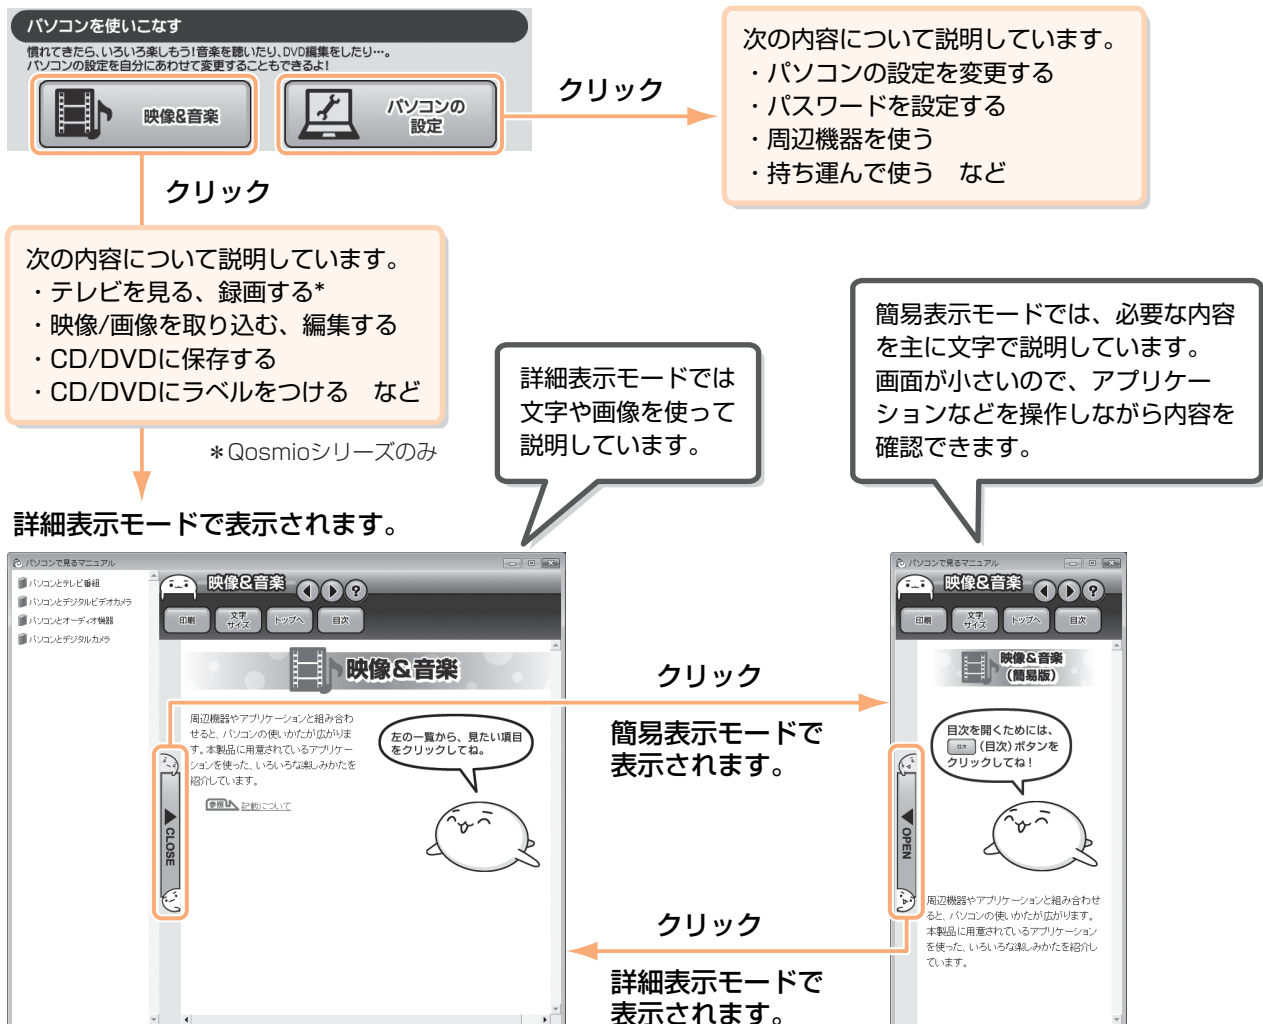 パソコンを使いこなす
慣れてきたら、いろいろ楽しもう!音楽を聴いたり、DVD編集をしたり…。
パソコンの設定を自分にあわせて変更することもできるよ!
映像&音楽
パソコンの
設定
クリック
次の内容について説明しています。
・パソコンの設定を変更する
・パスワードを設定する
・周辺機器を使う
・持ち運んで使う　など
クリック
次の内容について説明しています。
・テレビを見る、録画する*
・映像/画像を取り込む、編集する
・CD/DVDに保存する
・CD/DVDにラベルをつける　など
＊Qosmioシリーズのみ
詳細表示モードでは
文字や画像を使って
説明しています。
簡易表示モードでは、必要な内容
を主に文字で説明しています。
画面が小さいので、アプリケー
ションなどを操作しながら内容を
確認できます。
詳細表示モードで表示されます。
パソコンで見るマニュアル
パソコンとテレビ番組
パソコンとデジタルビデオカメラ
パソコンとオーディオ機器
パソコンとデジタルカメラ
映像&音楽
?
印刷
文字
サイズ
トップへ
目次
映像&音楽
周辺機器やアプリケーションと組み合わ
せると、パソコンの使いかたが広がりま
す。本製品に用意されているアプリケー
ションを使った、いろいろな楽しみかたを
紹介しています。
参照 記載について
左の一覧から、見たい項目
をクリックしてね。
CLOSE
クリック
簡易表示モードで
表示されます。
クリック
詳細表示モードで
表示されます。
パソコンで見るマニュアル
映像&音楽
?
印刷
文字
サイズ
トップへ
目次
映像&音楽
(簡易版)
目次を開くためには、
目次 (目次) ボタンを
クリックしてね!
OPEN
周辺機器やアプリケーションと組み合わせ
ると、パソコンの使いかたが広がります。
本製品に用意されているアプリケーション
を使った、いろいろな楽しみかたを紹介し
ています。